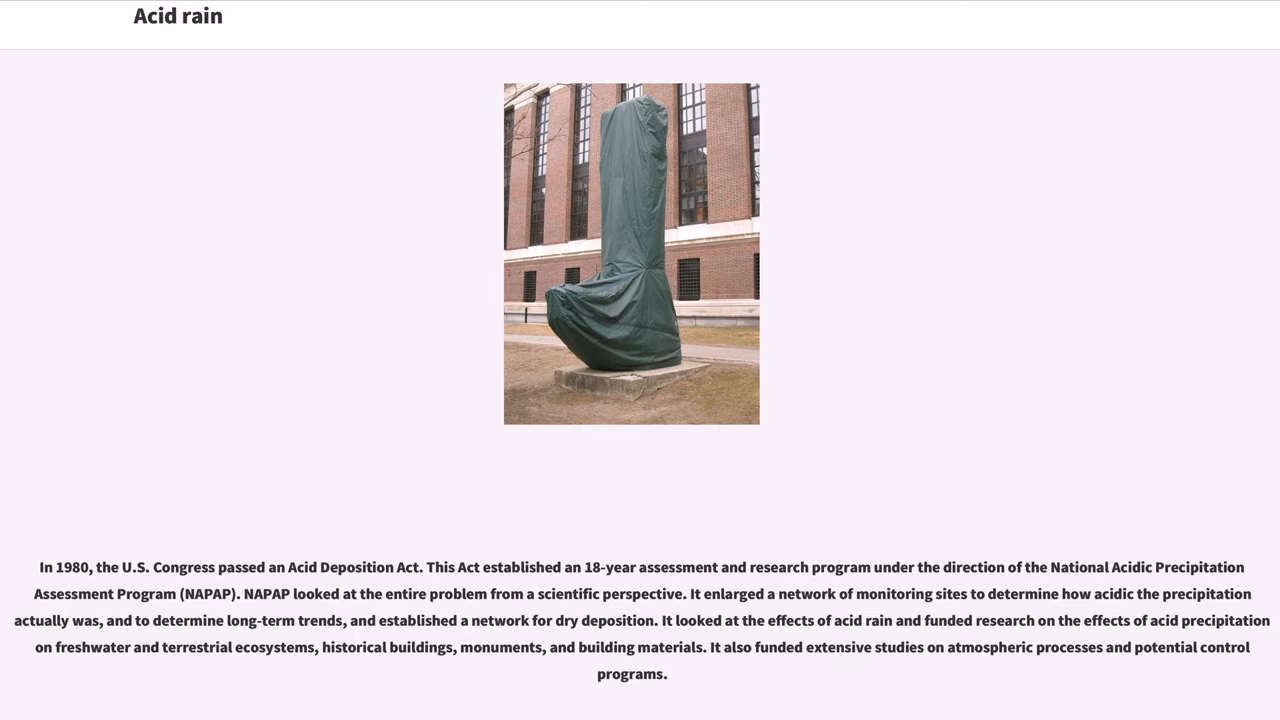 Acid rain
In 1980, the U.S. Congress passed an Acid Deposition Act. This Act established an 18-year assessment and research program under the direction of the National Acidic Precipitation
Assessment Program (NAPAP). NAPAP looked at the entire problem from a scientific perspective. It enlarged a network of monitoring sites to determine how acidic the precipitation
actually was, and to determine long-term trends, and established a network for dry deposition. It looked at the effects of acid rain and funded research on the effects of acid precipitation
on freshwater and terrestrial ecosystems, historical buildings, monuments, and building materials. It also funded extensive studies on atmospheric processes and potential control
programs.